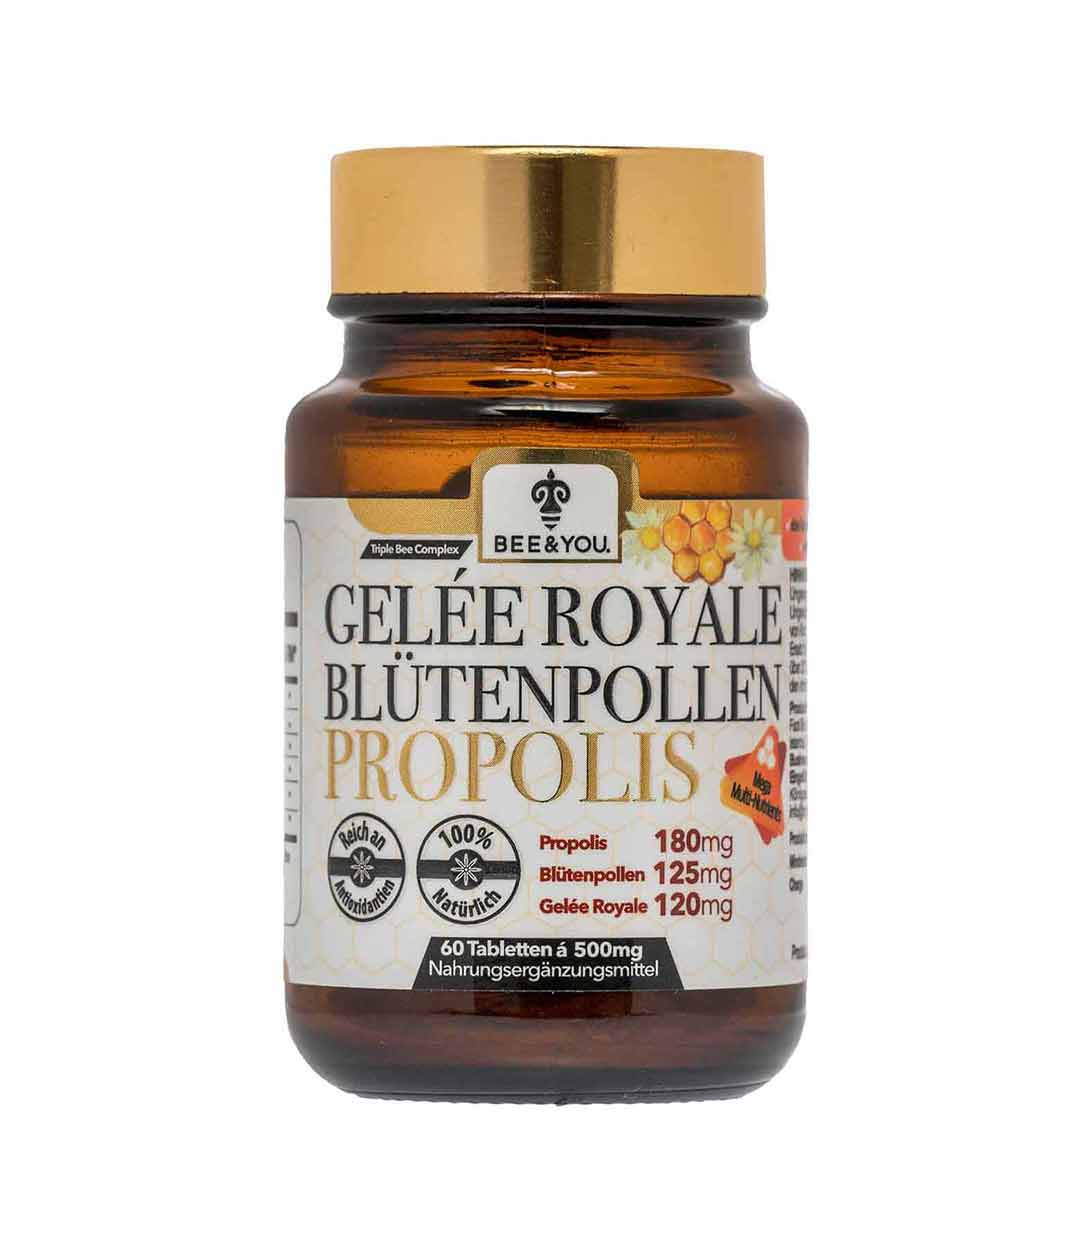 BEE&YOU.
Triple Bee Complex
GELÉE ROYALE
BLÜTENPOLLEN
PROPOLIS
Mega
Multi-Nutrients
Reich an
Antioxidantien
100%
Natürlich
Propolis 180mg
Blütenpollen 125mg
Gelée Royale 120mg
60 Tabletten á 500mg
Nahrungsergänzungsmittel